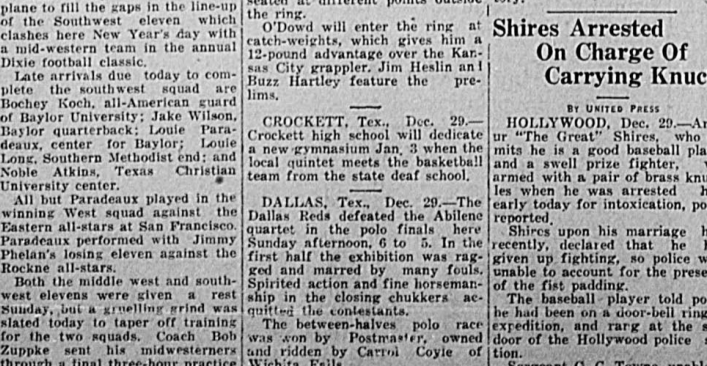 plane to fill the gaps in the line-up
of the Southwest eleven which
clashes here New Year's day with
a mid-western team in the annual
Dixie football classic.
Late arrivals due today to com-
plete the southwest squad are
Bochey Koch, all-American guard
of Baylor University; Jake Wilson,
Baylor quarterback; Louie Para-
deaux, center for Baylor; Louie
Long, Southern Methodist end; and
Noble Atkins, Texas Christian
University center.
All but Paradeaux played in the
winning West squad against the
Eastern all-stars at San Francisco.
Paradeaux performed with Jimmy
Phelan's losing eleven against the
Rockne all-stars.
Both the middle west and south-
west elevens were given a rest
Sunday, but a gruelling grind was
slated today to taper off training
for the two squads. Coach Bob
Zuppke sent his midwesterners
through a final three-hour practice
seated at different points outside
the ring.
O'Dowd will enter the ring at
catch-weights, which gives him a
12-pound advantage over the Kan-
sas City grappler. Jim Heslin and
Buzz Hartley feature the pre-
lims.
CROCKETT, Tex., Dec. 29.—
Crockett high school will dedicate
a new gymnasium Jan. 3 when the
local quintet meets the basketball
team from the state deaf school.
DALLAS, Tex., Dec. 29.—The
Dallas Reds defeated the Abilene
quartet in the polo finals here
Sunday afternoon, 6 to 5. In the
first half the exhibition was rag-
ged and marred by many fouls.
Spirited action and fine horseman-
ship in the closing chukkers ac-
quitted the contestants.
The between-halves polo race
was won by Postmaster, owned
and ridden by Carrol Coyle of
Wichita Falls.
Shires Arrested
On Charge Of
Carrying Knuc
BY UNITED PRESS
HOLLYWOOD, Dec. 29.—Ar
ur "The Great" Shires, who
mits he is a good baseball pla
and a swell prize fighter,
armed with a pair of brass knu
les when he was arrested h
early today for intoxication, po
reported.
Shires upon his marriage h
recently, declared that he h
given up fighting, so police w
unable to account for the prese
of the fist padding.
The baseball player told po
he had been on a door-bell ring
expedition, and rang at the s
door of the Hollywood police s
tion.